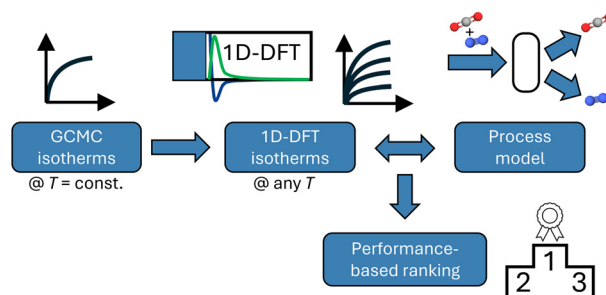 1D-DFT
+
GCMC
isotherms
@ T = const.
1D-DFT
isotherms
@ any T
Process
model
Performance-
based ranking
1
2
3